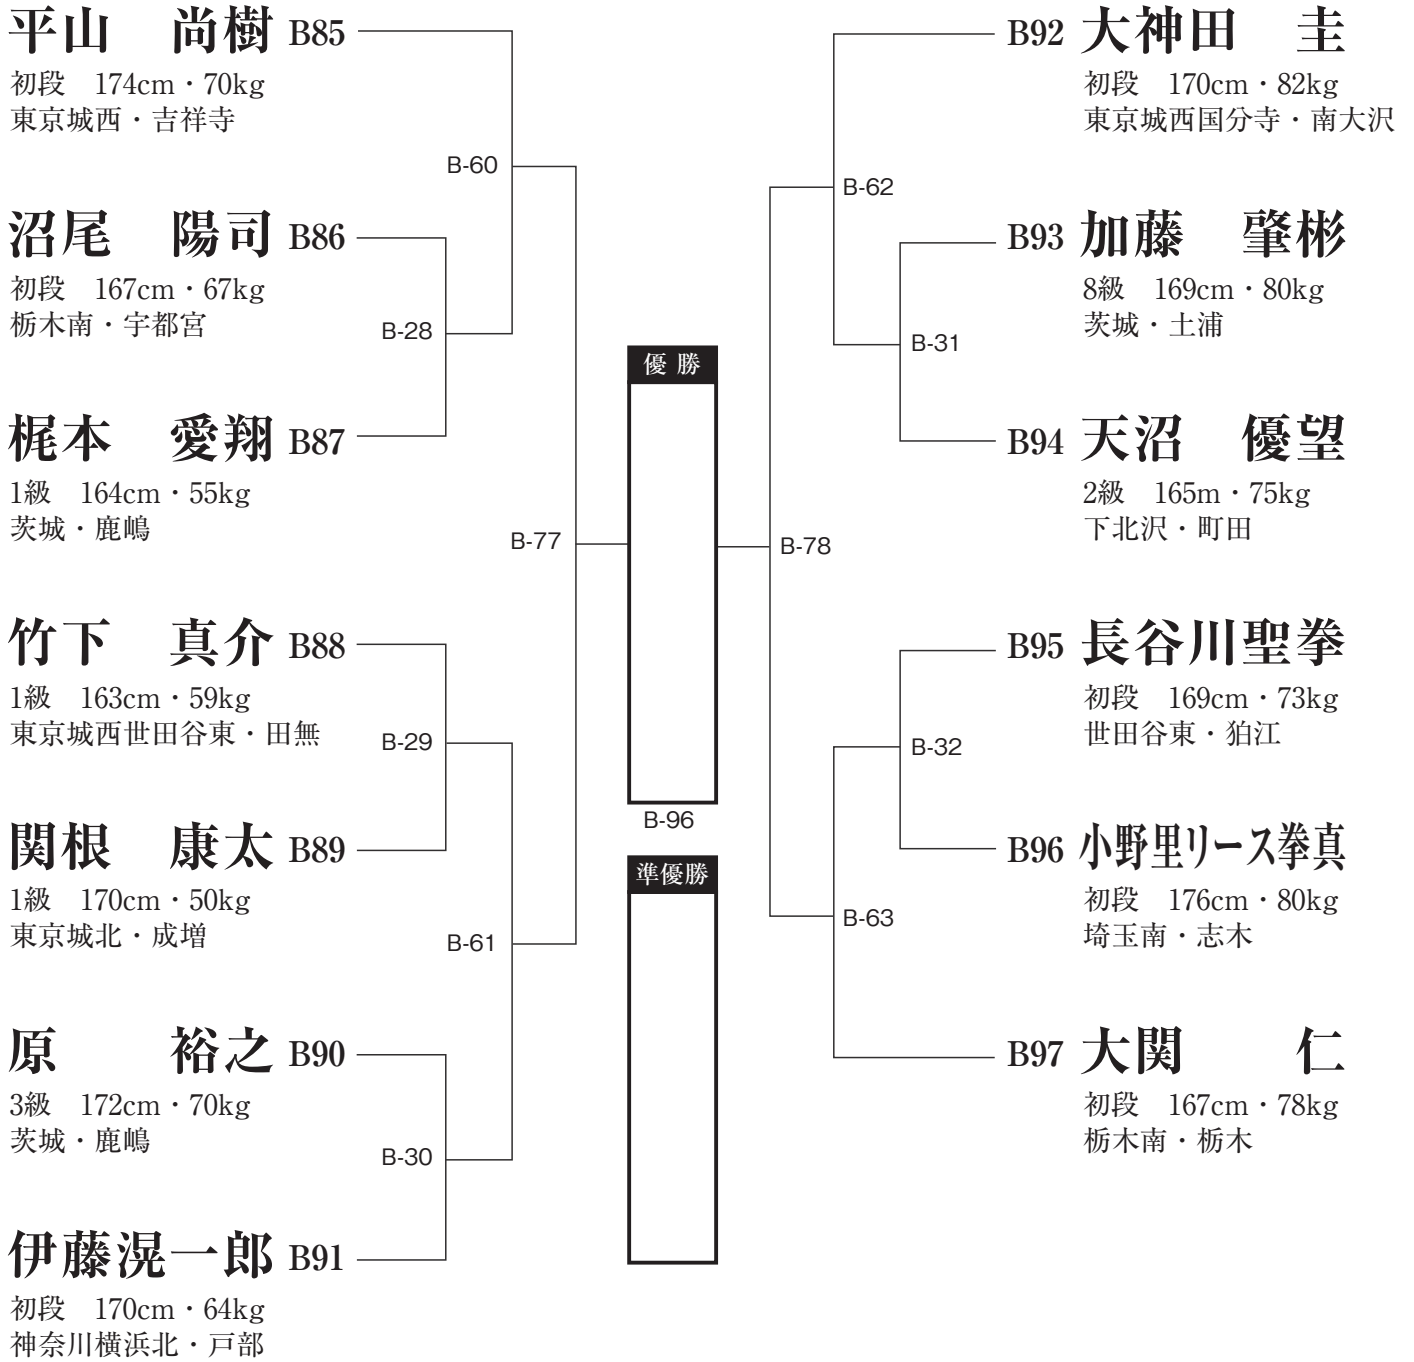 平山　尚樹 B85
初段　174cm・70kg
東京城西・吉祥寺
B-60
沼尾　陽司 B86
初段　167cm・67kg
栃木南・宇都宮
B-28
梶本　愛翔 B87
1級　164cm・55kg
茨城・鹿嶋
B-77
竹下　真介 B88
1級　163cm・59kg
東京城西世田谷東・田無
B-29
関根　康太 B89
1級　170cm・50kg
東京城北・成増
B-61
原　　裕之 B90
3級　172cm・70kg
茨城・鹿嶋
B-30
伊藤滉一郎 B91
初段　170cm・64kg
神奈川横浜北・戸部
優 勝
B-96
準優勝
B92 大神田　圭
初段　170cm・82kg
東京城西国分寺・南大沢
B-62
B93 加藤　肇彬
8級　169cm・80kg
茨城・土浦
B-31
B94 天沼　優望
2級　165m・75kg
下北沢・町田
B-78
B95 長谷川聖拳
初段　169cm・73kg
世田谷東・狛江
B-32
B96 小野里リース拳真
初段　176cm・80kg
埼玉南・志木
B-63
B97 大関　　仁
初段　167cm・78kg
栃木南・栃木